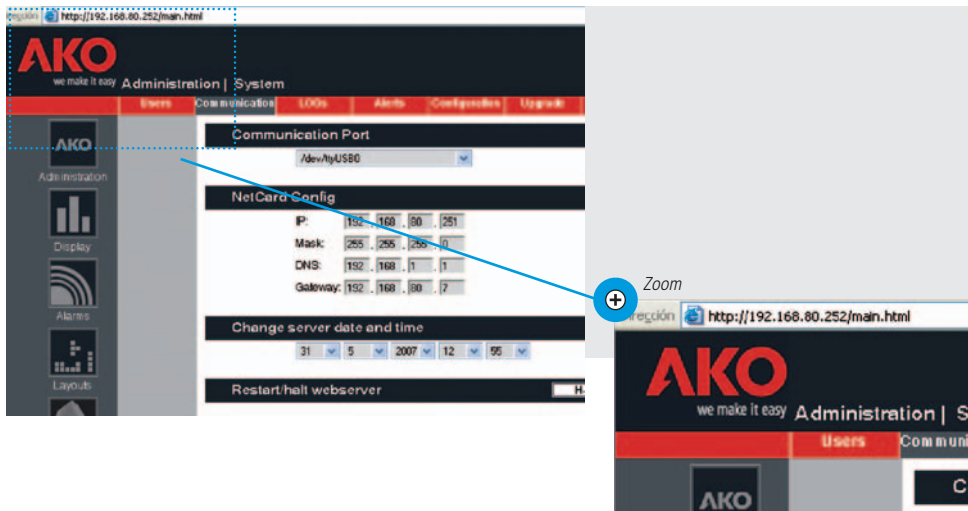 http://192.168.80.252/main.html
AKO
we make it easy
Administration | System
Users Communication LOGs Alerts Configuration Upgrade
AKO
Administration
Display
Alarms
Layouts
Communication Port
/dev/ttyUSB0
NetCard Config
IP: 192 . 168 . 80 . 251
Mask: 255 . 255 . 255 . 0
DNS: 192 . 168 . 1 . 1
Gateway: 192 . 168 . 80 . 7
Change server date and time
31 5 2007 12 55
Restart/halt webserver
Zoom
http://192.168.80.252/main.html
AKO
we make it easy
Administration | S
Users Communi
AKO
C